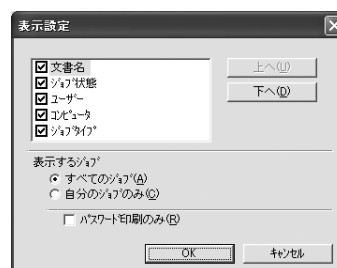 表示設定
文書名
ｼﾞｮﾌﾞ状態
ﾕｰｻﾞｰ
ｺﾝﾋﾟｭｰﾀ
ｼﾞｮﾌﾞﾀｲﾌﾟ
上へ(U)
下へ(D)
表示するｼﾞｮﾌﾞ
すべてのｼﾞｮﾌﾞ(A)
自分のｼﾞｮﾌﾞのみ(C)
ﾊﾟｽﾜｰﾄﾞ印刷のみ(R)
OK
ｷｬﾝｾﾙ